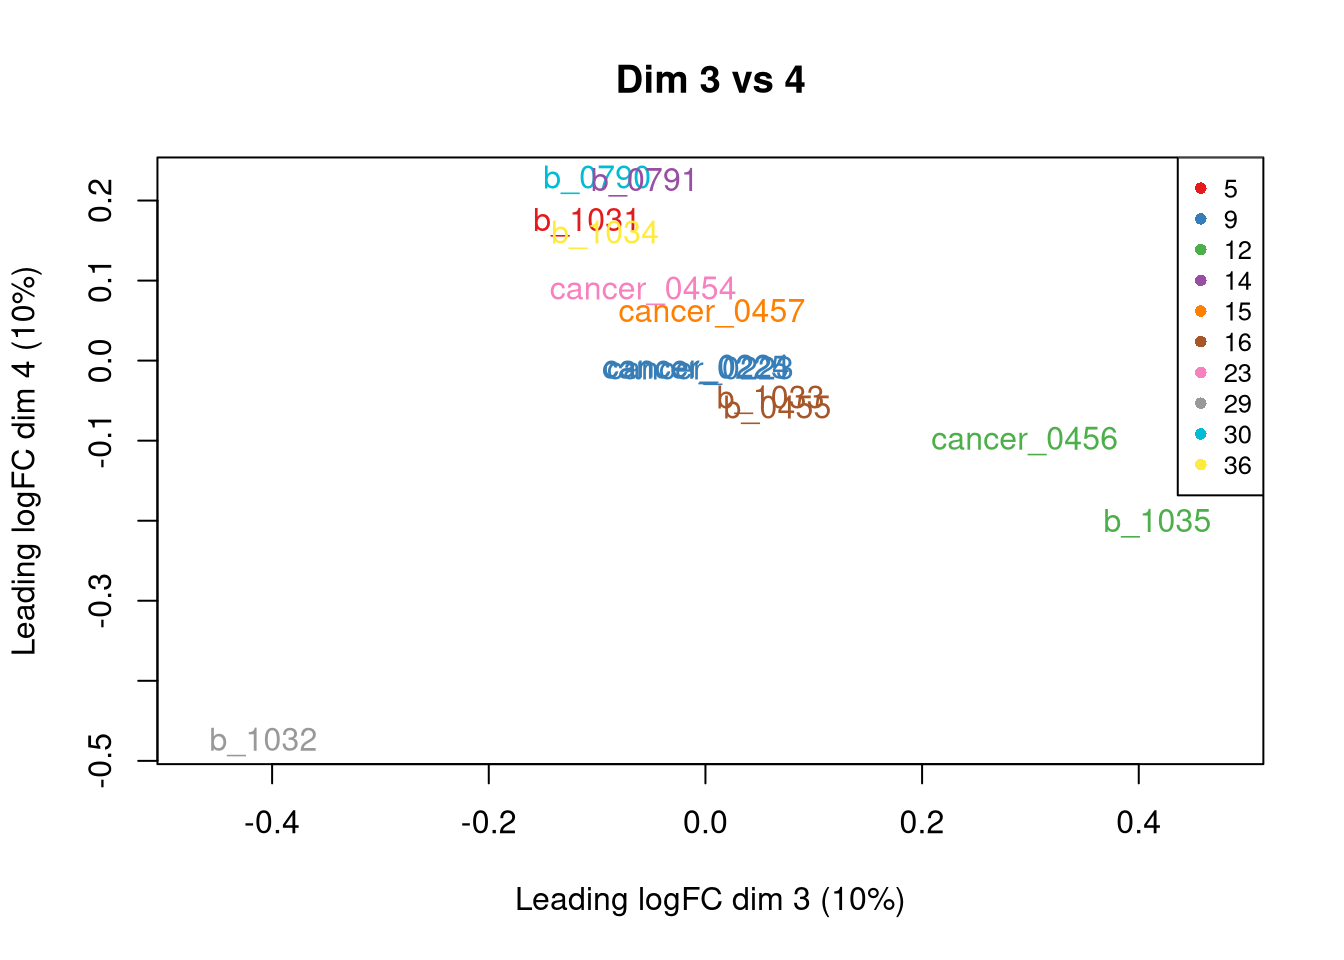 Dim 3 vs 4
b_0790
b_0791
b_1031
b_1034
cancer_0454
cancer_0457
b_1033
b_0455
cancer_0456
b_1035
b_1032
5
9
12
14
15
16
23
29
30
36
0.2
0.1
0.0
-0.1
-0.3
-0.5
Leading logFC dim 4 (10%)
-0.4 -0.2 0.0 0.2 0.4
Leading logFC dim 3 (10%)